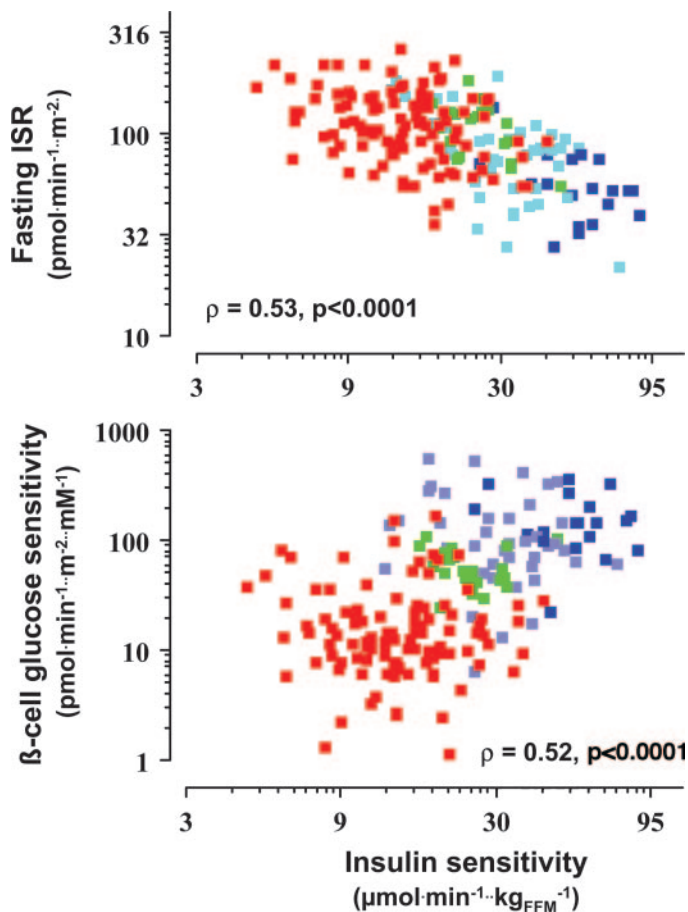 316
100
32
10
Fasting ISR
(pmol·min⁻¹··m⁻²·)
ρ = 0.53, p<0.0001
3 9 30 95
1000
100
10
1
ß-cell glucose sensitivity
(pmol·min⁻¹··m⁻²··mM⁻¹)
ρ = 0.52, p<0.0001
3 9 30 95
Insulin sensitivity
(µmol·min⁻¹··kg_FFM⁻¹)